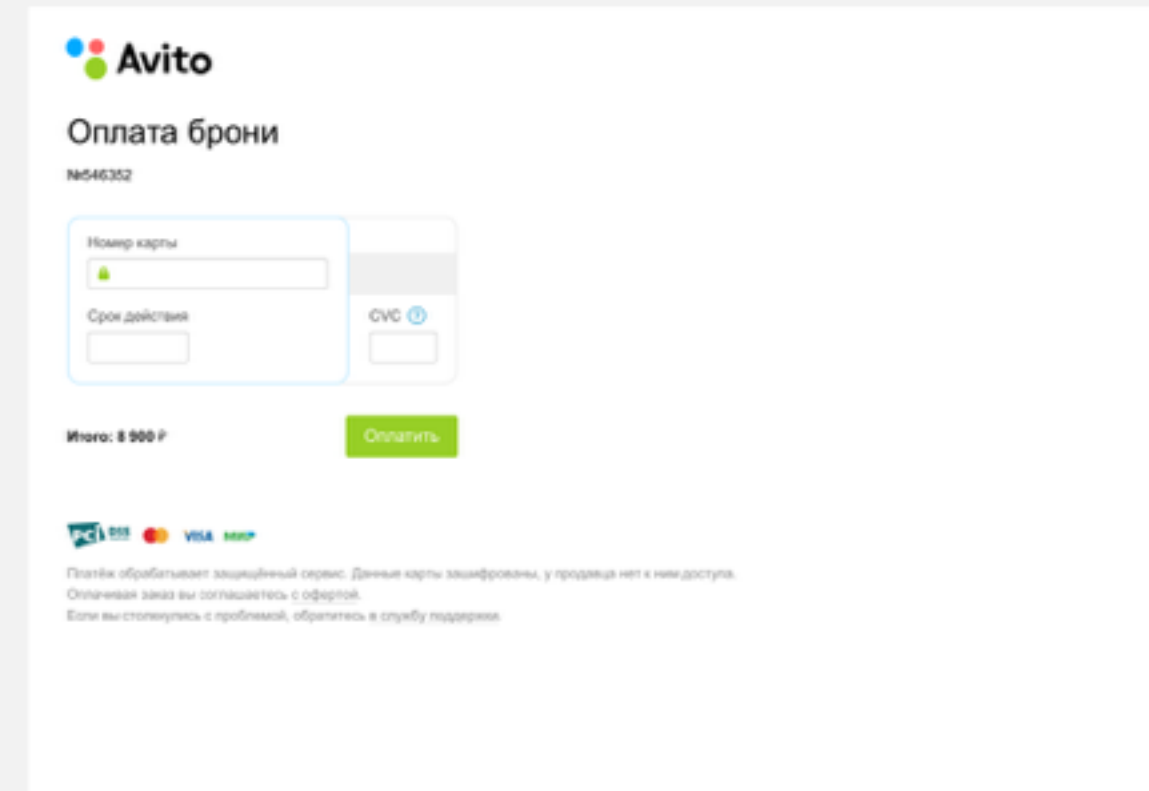 Avito
Оплата брони
№546352
Номер карты
Срок действия
CVC ?
Итого: 8 900 ₽
Оплатить
PCI DSS VISA МИР
Платёж обрабатывает защищённый сервис. Данные карты зашифрованы, у продавца нет к ним доступа.
Оплачивая заказ вы соглашаетесь с офертой.
Если вы столкнулись с проблемой, обратитесь в службу поддержки.